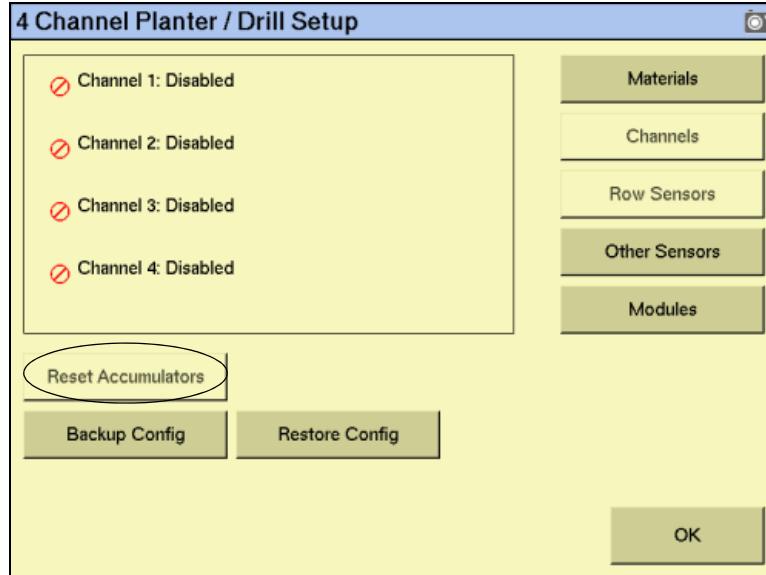 4 Channel Planter / Drill Setup
Channel 1: Disabled
Channel 2: Disabled
Channel 3: Disabled
Channel 4: Disabled
Materials
Channels
Row Sensors
Other Sensors
Modules
Reset Accumulators
Backup Config
Restore Config
OK